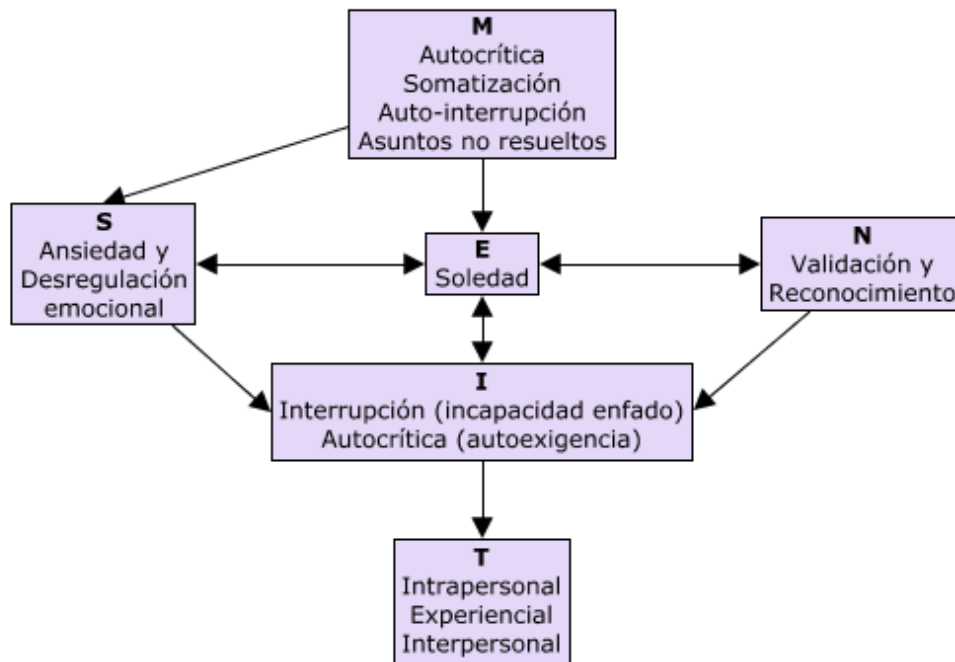 M
Autocrítica
Somatización
Auto-interrupción
Asuntos no resueltos
S
Ansiedad y
Desregulación
emocional
E
Soledad
N
Validación y
Reconocimiento
I
Interrupción (incapacidad enfado)
Autocrítica (autoexigencia)
T
Intrapersonal
Experiencial
Interpersonal